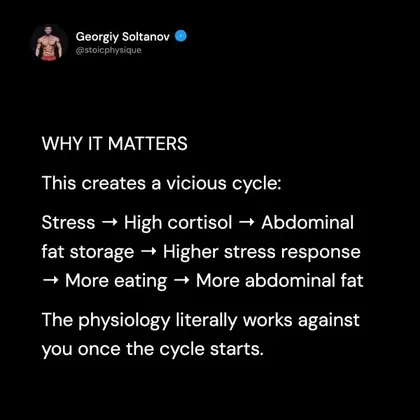 Georgiy Soltanov
@stoicphysique
WHY IT MATTERS
This creates a vicious cycle:
Stress → High cortisol → Abdominal
fat storage → Higher stress response
→ More eating → More abdominal fat
The physiology literally works against
you once the cycle starts.